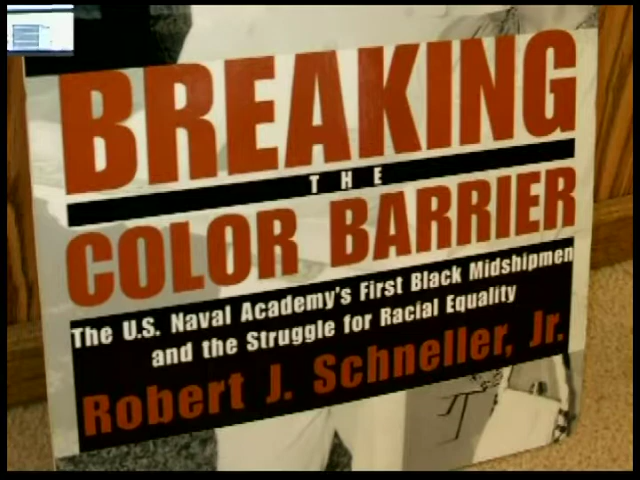 BREAKING
THE
COLOR BARRIER
The U.S. Naval Academy's First Black Midshipmen
and the Struggle for Racial Equality
Robert J. Schneller, Jr.